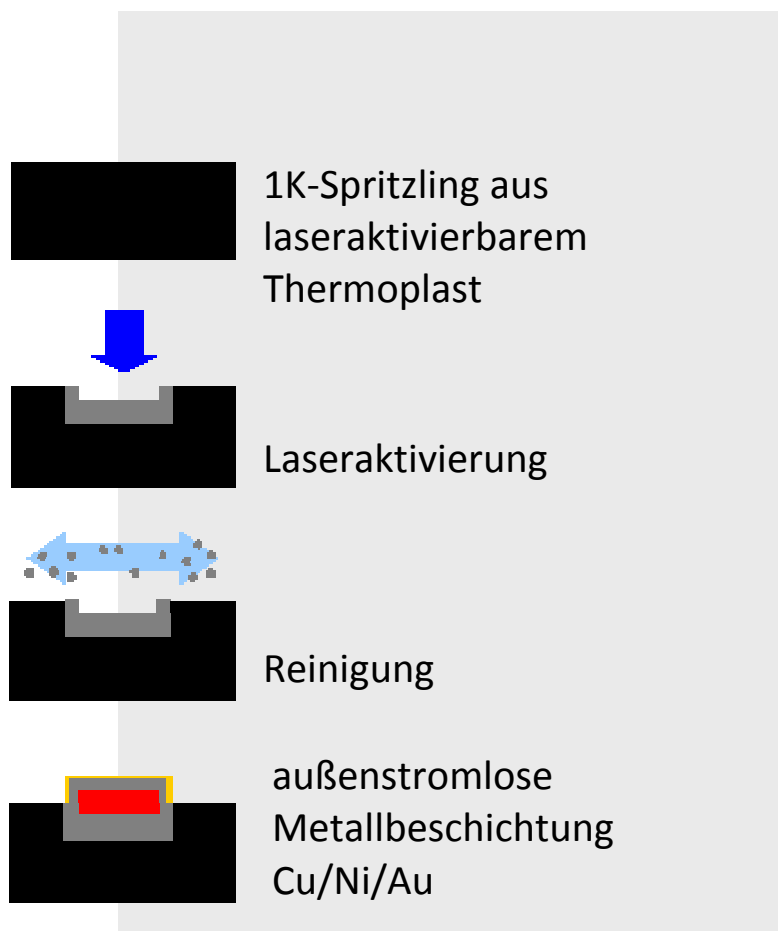 1K-Spritzling aus
laseraktivierbarem
Thermoplast
Laseraktivierung
Reinigung
außenstromlose
Metallbeschichtung
Cu/Ni/Au